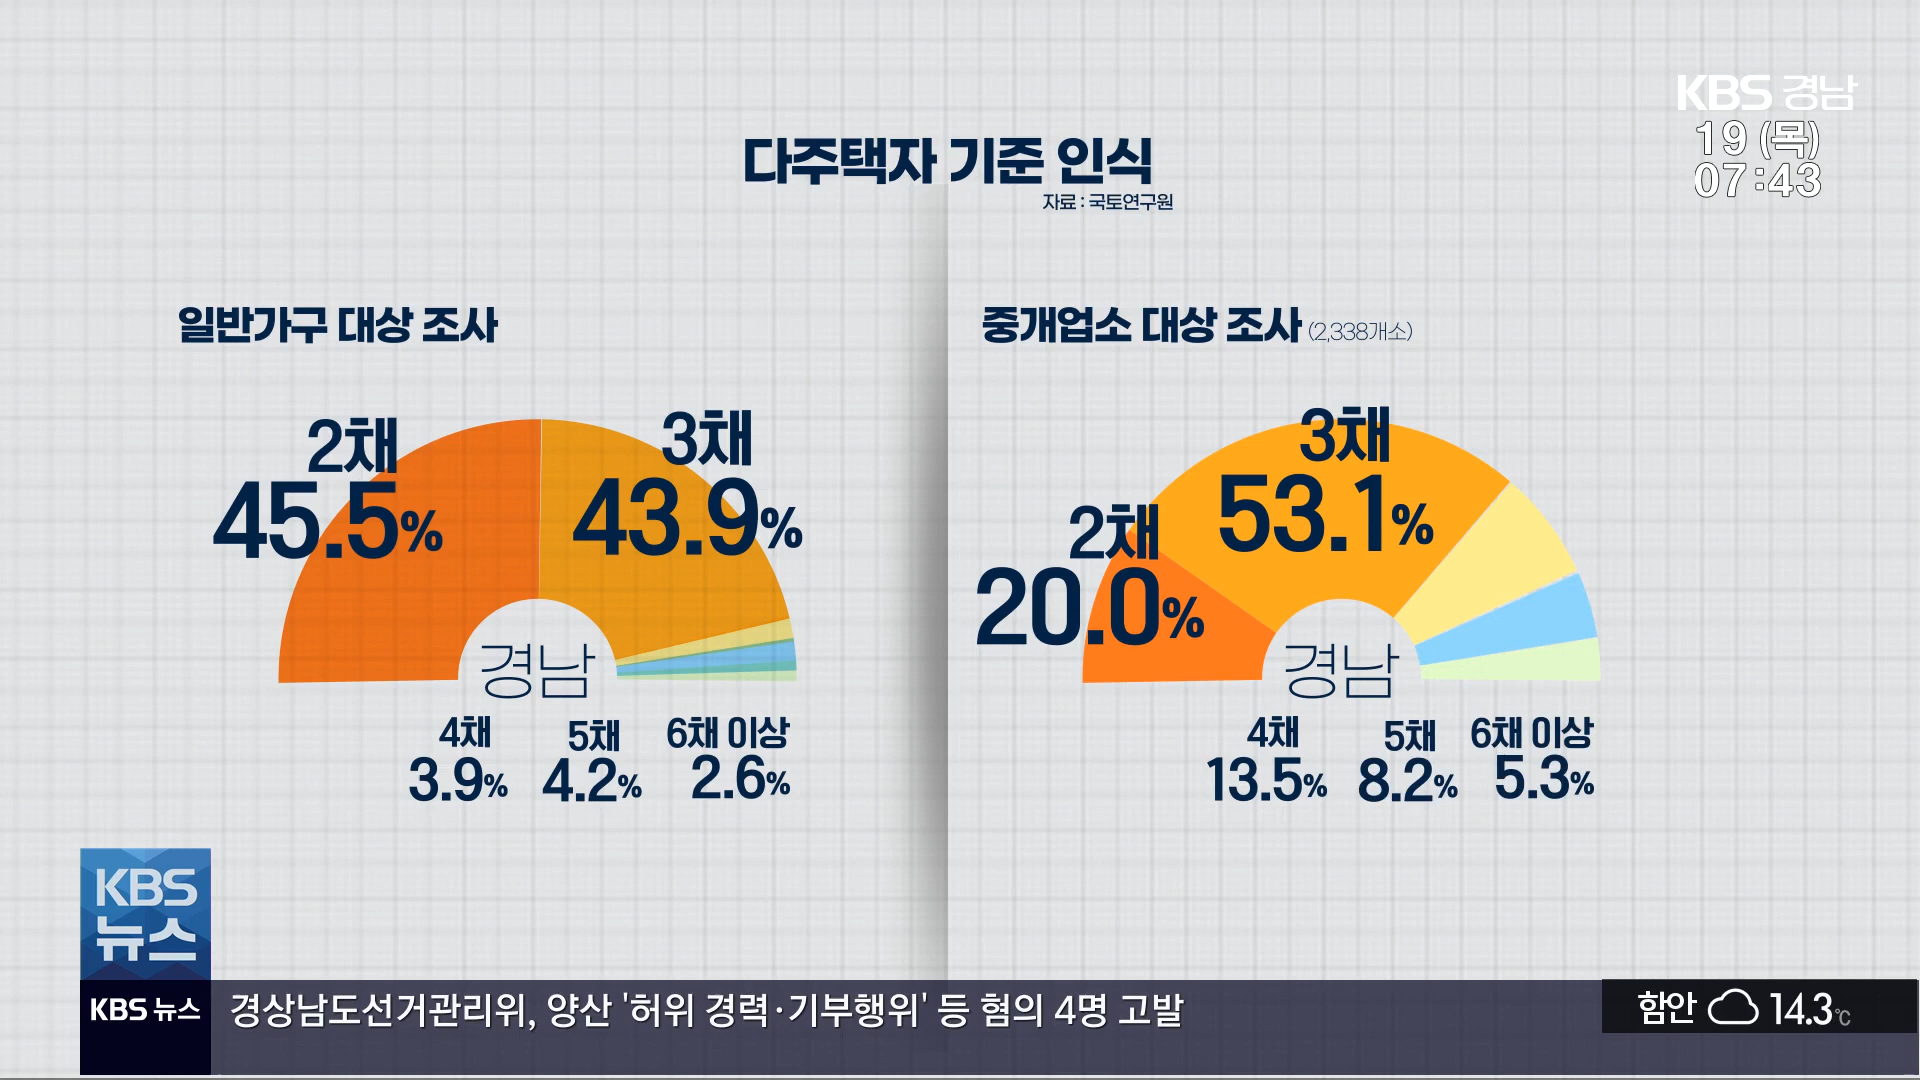 KBS 경남
19 (목)
07:43
다주택자 기준 인식
자료 : 국토연구원
일반가구 대상 조사
2채
45.5%
3채
43.9%
경남
4채
3.9%
5채
4.2%
6채 이상
2.6%
중개업소 대상 조사 (2,338개소)
3채
53.1%
2채
20.0%
경남
4채
13.5%
5채
8.2%
6채 이상
5.3%
KBS
뉴스
KBS 뉴스
경상남도선거관리위, 양산 '허위 경력·기부행위' 등 혐의 4명 고발
함안 14.3℃